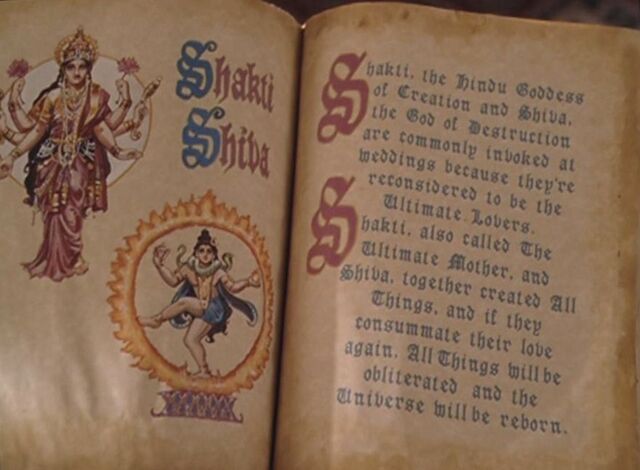 Shakti
Shiva
Shakti, the Hindu Goddess
of Creation and Shiva,
the God of Destruction
are commonly invoked at
weddings because they're
reconsidered to be the
Ultimate Lovers.
Shakti, also called The
Ultimate Mother, and
Shiva, together created All
Things, and if they
consummate their love
again, All Things will be
obliterated and the
Universe will be reborn.